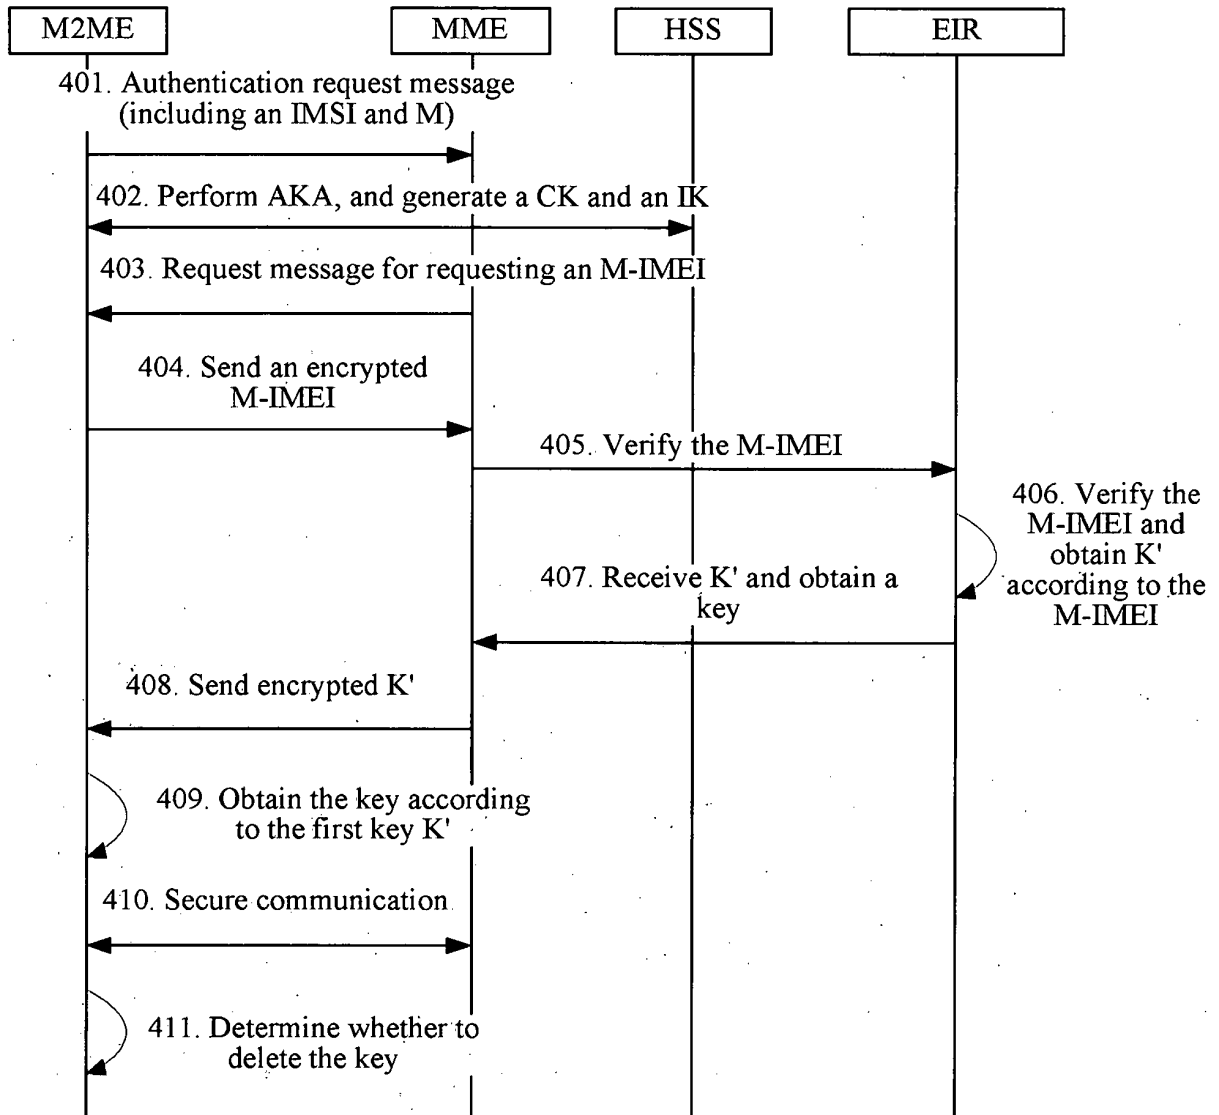 M2ME
MME
HSS
EIR
401. Authentication request message
(including an IMSI and M)
402. Perform AKA, and generate a CK and an IK
403. Request message for requesting an M-IMEI
404. Send an encrypted
M-IMEI
405. Verify the M-IMEI
406. Verify the
M-IMEI and
obtain K'
according to the
M-IMEI
407. Receive K' and obtain a
key
408. Send encrypted K'
409. Obtain the key according
to the first key K'
410. Secure communication
411. Determine whether to
delete the key